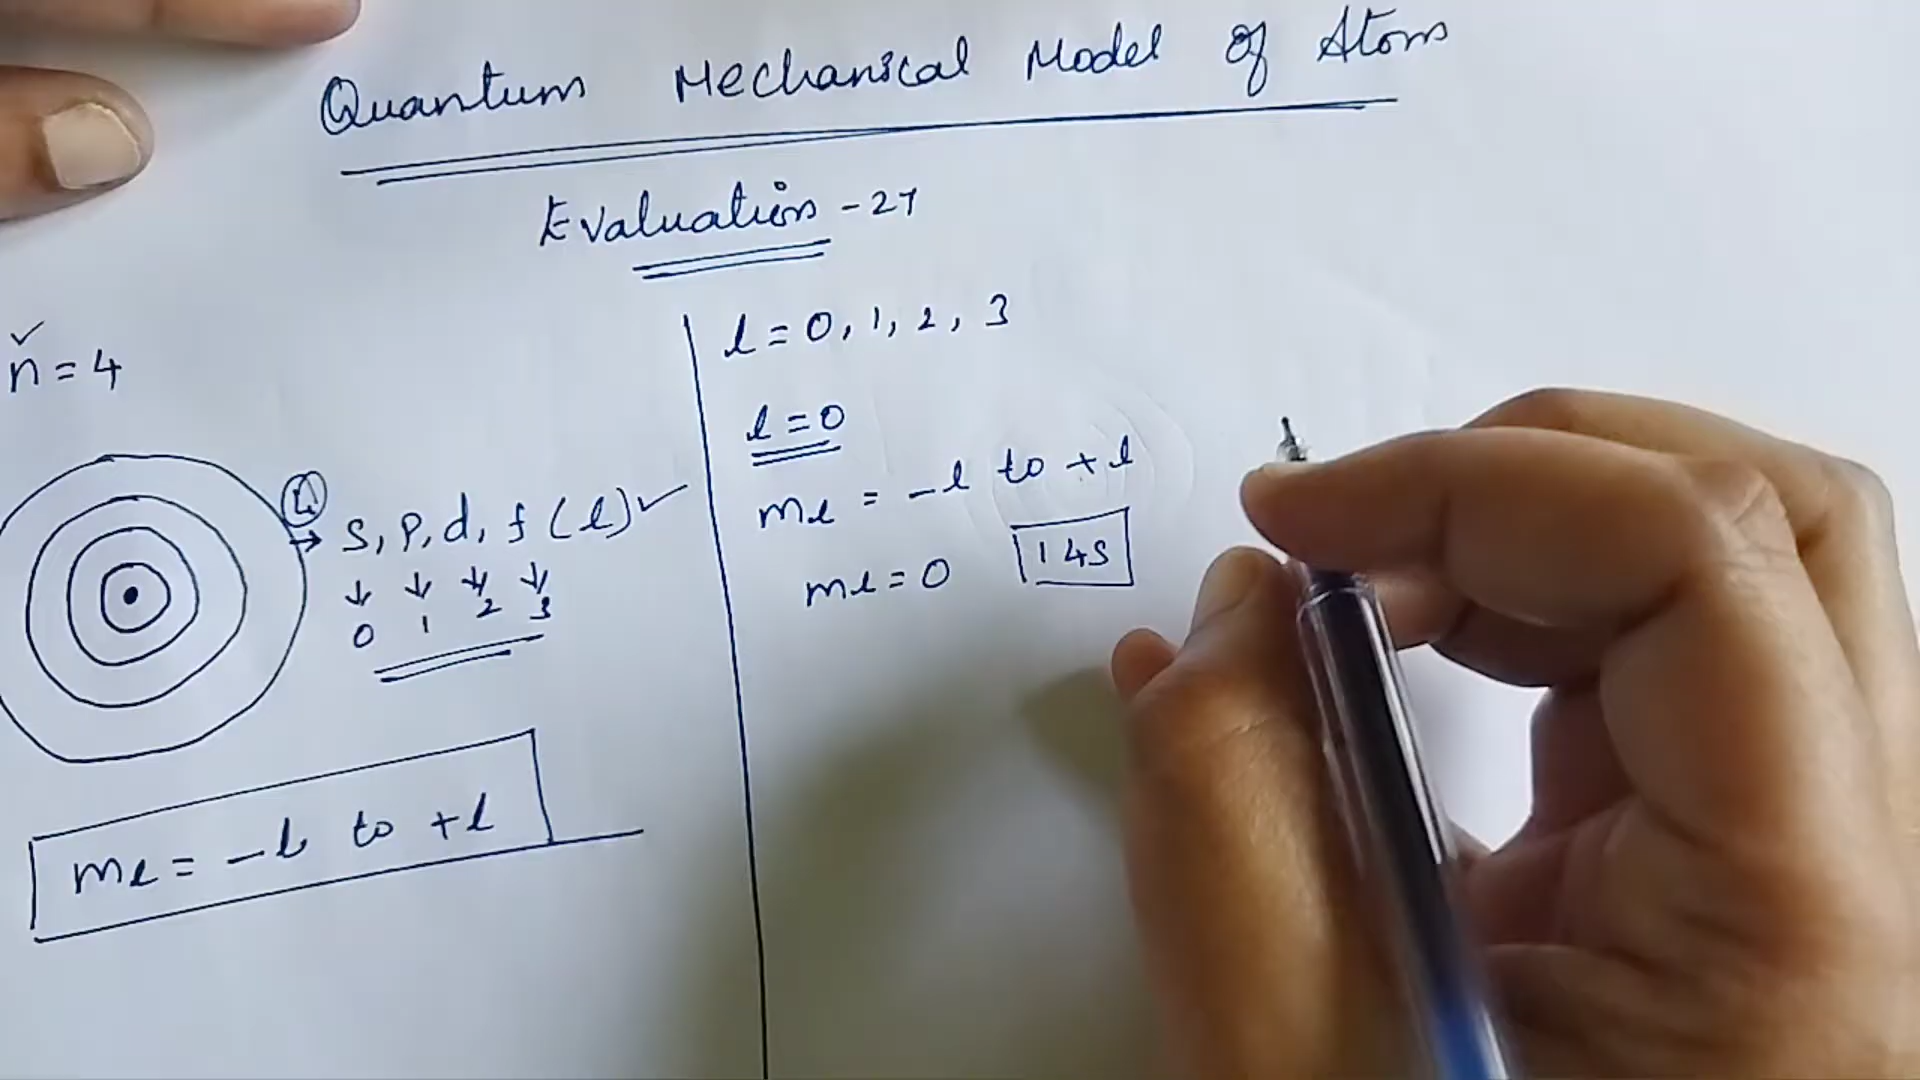 Quantum Mechanical Model of Atom
Evaluation - 27
n = 4
4
s, p, d, f (l)
0 1 2 3
ml = -l to +l
l = 0, 1, 2, 3
l = 0
ml = -l to +l
ml = 0
1 4s